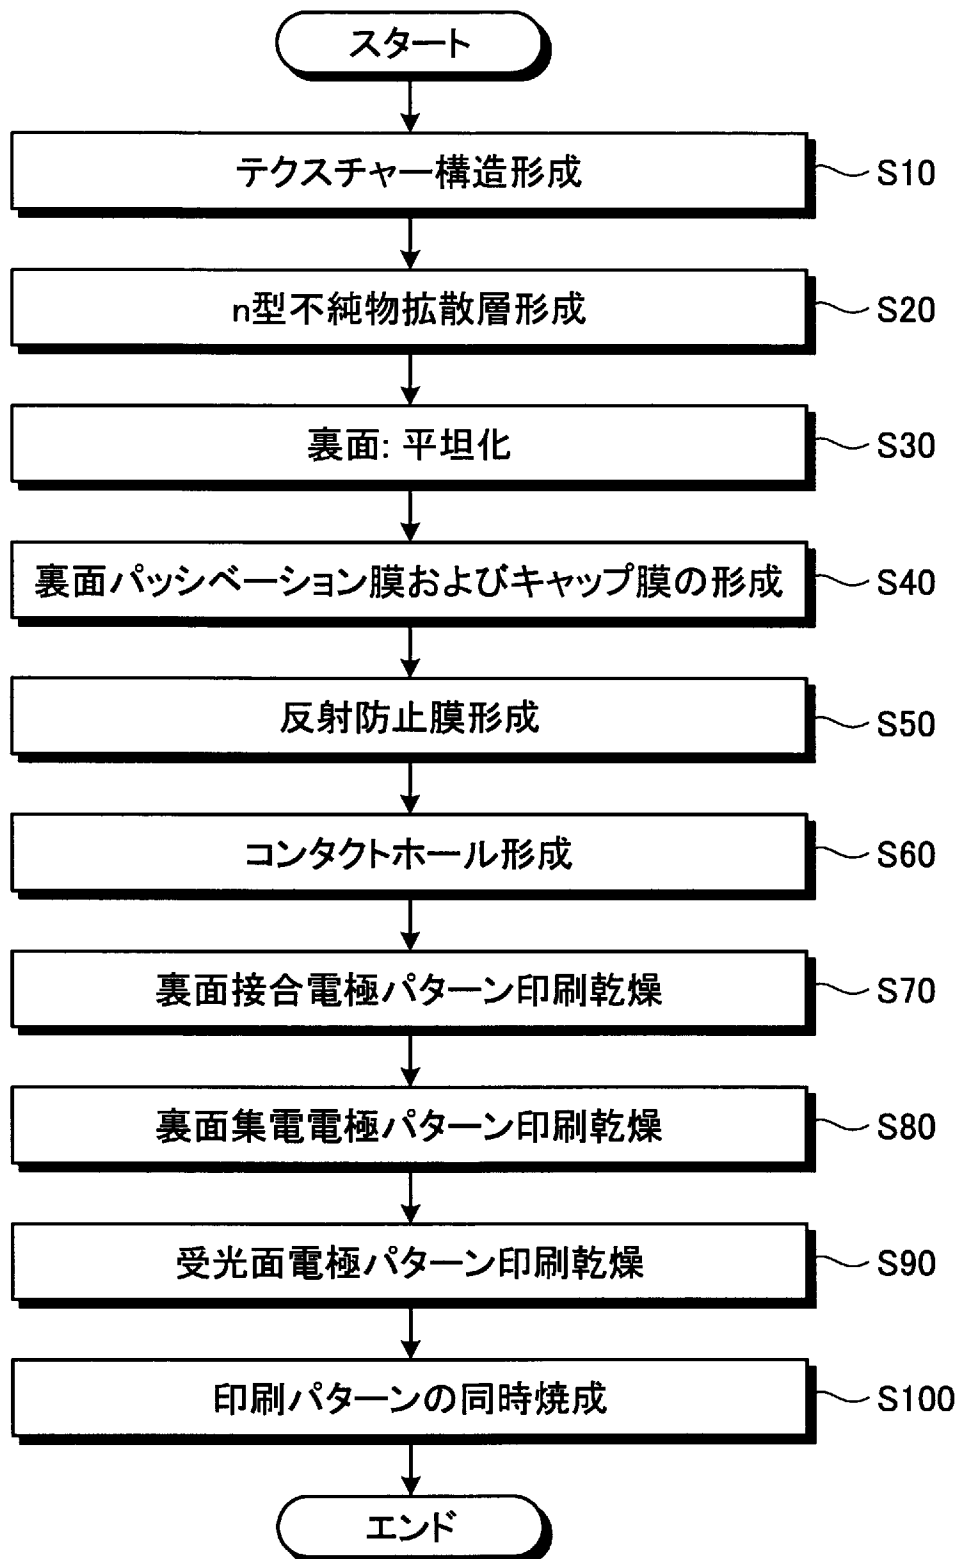 スタート
テクスチャー構造形成
S10
n型不純物拡散層形成
S20
裏面: 平坦化
S30
裏面パッシベーション膜およびキャップ膜の形成
S40
反射防止膜形成
S50
コンタクトホール形成
S60
裏面接合電極パターン印刷乾燥
S70
裏面集電電極パターン印刷乾燥
S80
受光面電極パターン印刷乾燥
S90
印刷パターンの同時焼成
S100
エンド